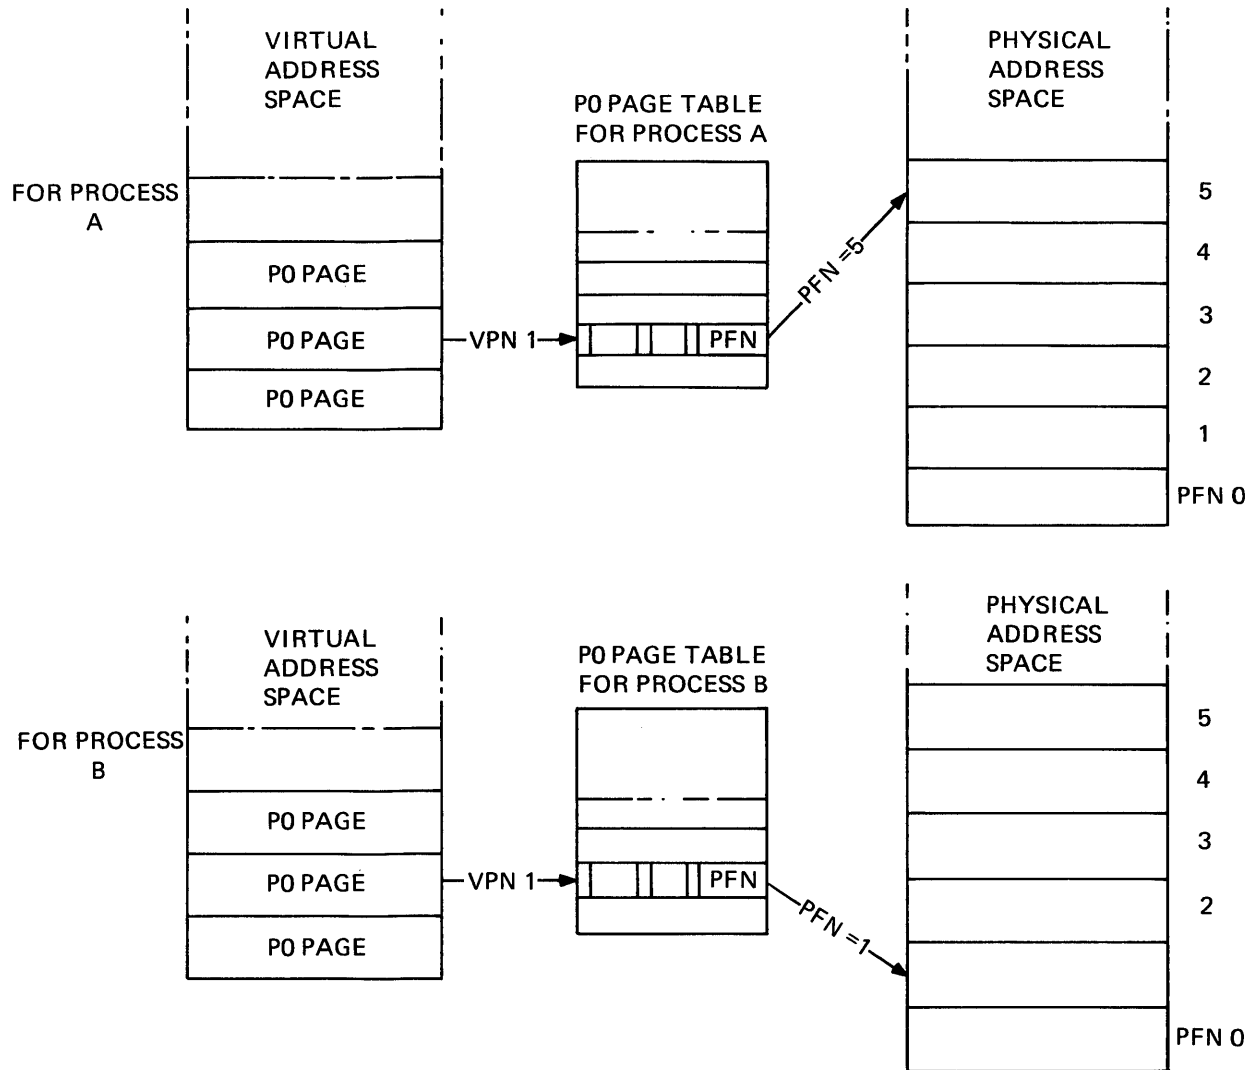 VIRTUAL
ADDRESS
SPACE
PHYSICAL
ADDRESS
SPACE
P0 PAGE TABLE
FOR PROCESS A
FOR PROCESS
A
P0 PAGE
P0 PAGE
P0 PAGE
VPN 1
PFN
PFN =5
5
4
3
2
1
PFN 0
VIRTUAL
ADDRESS
SPACE
PHYSICAL
ADDRESS
SPACE
P0 PAGE TABLE
FOR PROCESS B
FOR PROCESS
B
P0 PAGE
P0 PAGE
P0 PAGE
VPN 1
PFN
PFN =1
5
4
3
2
PFN 0